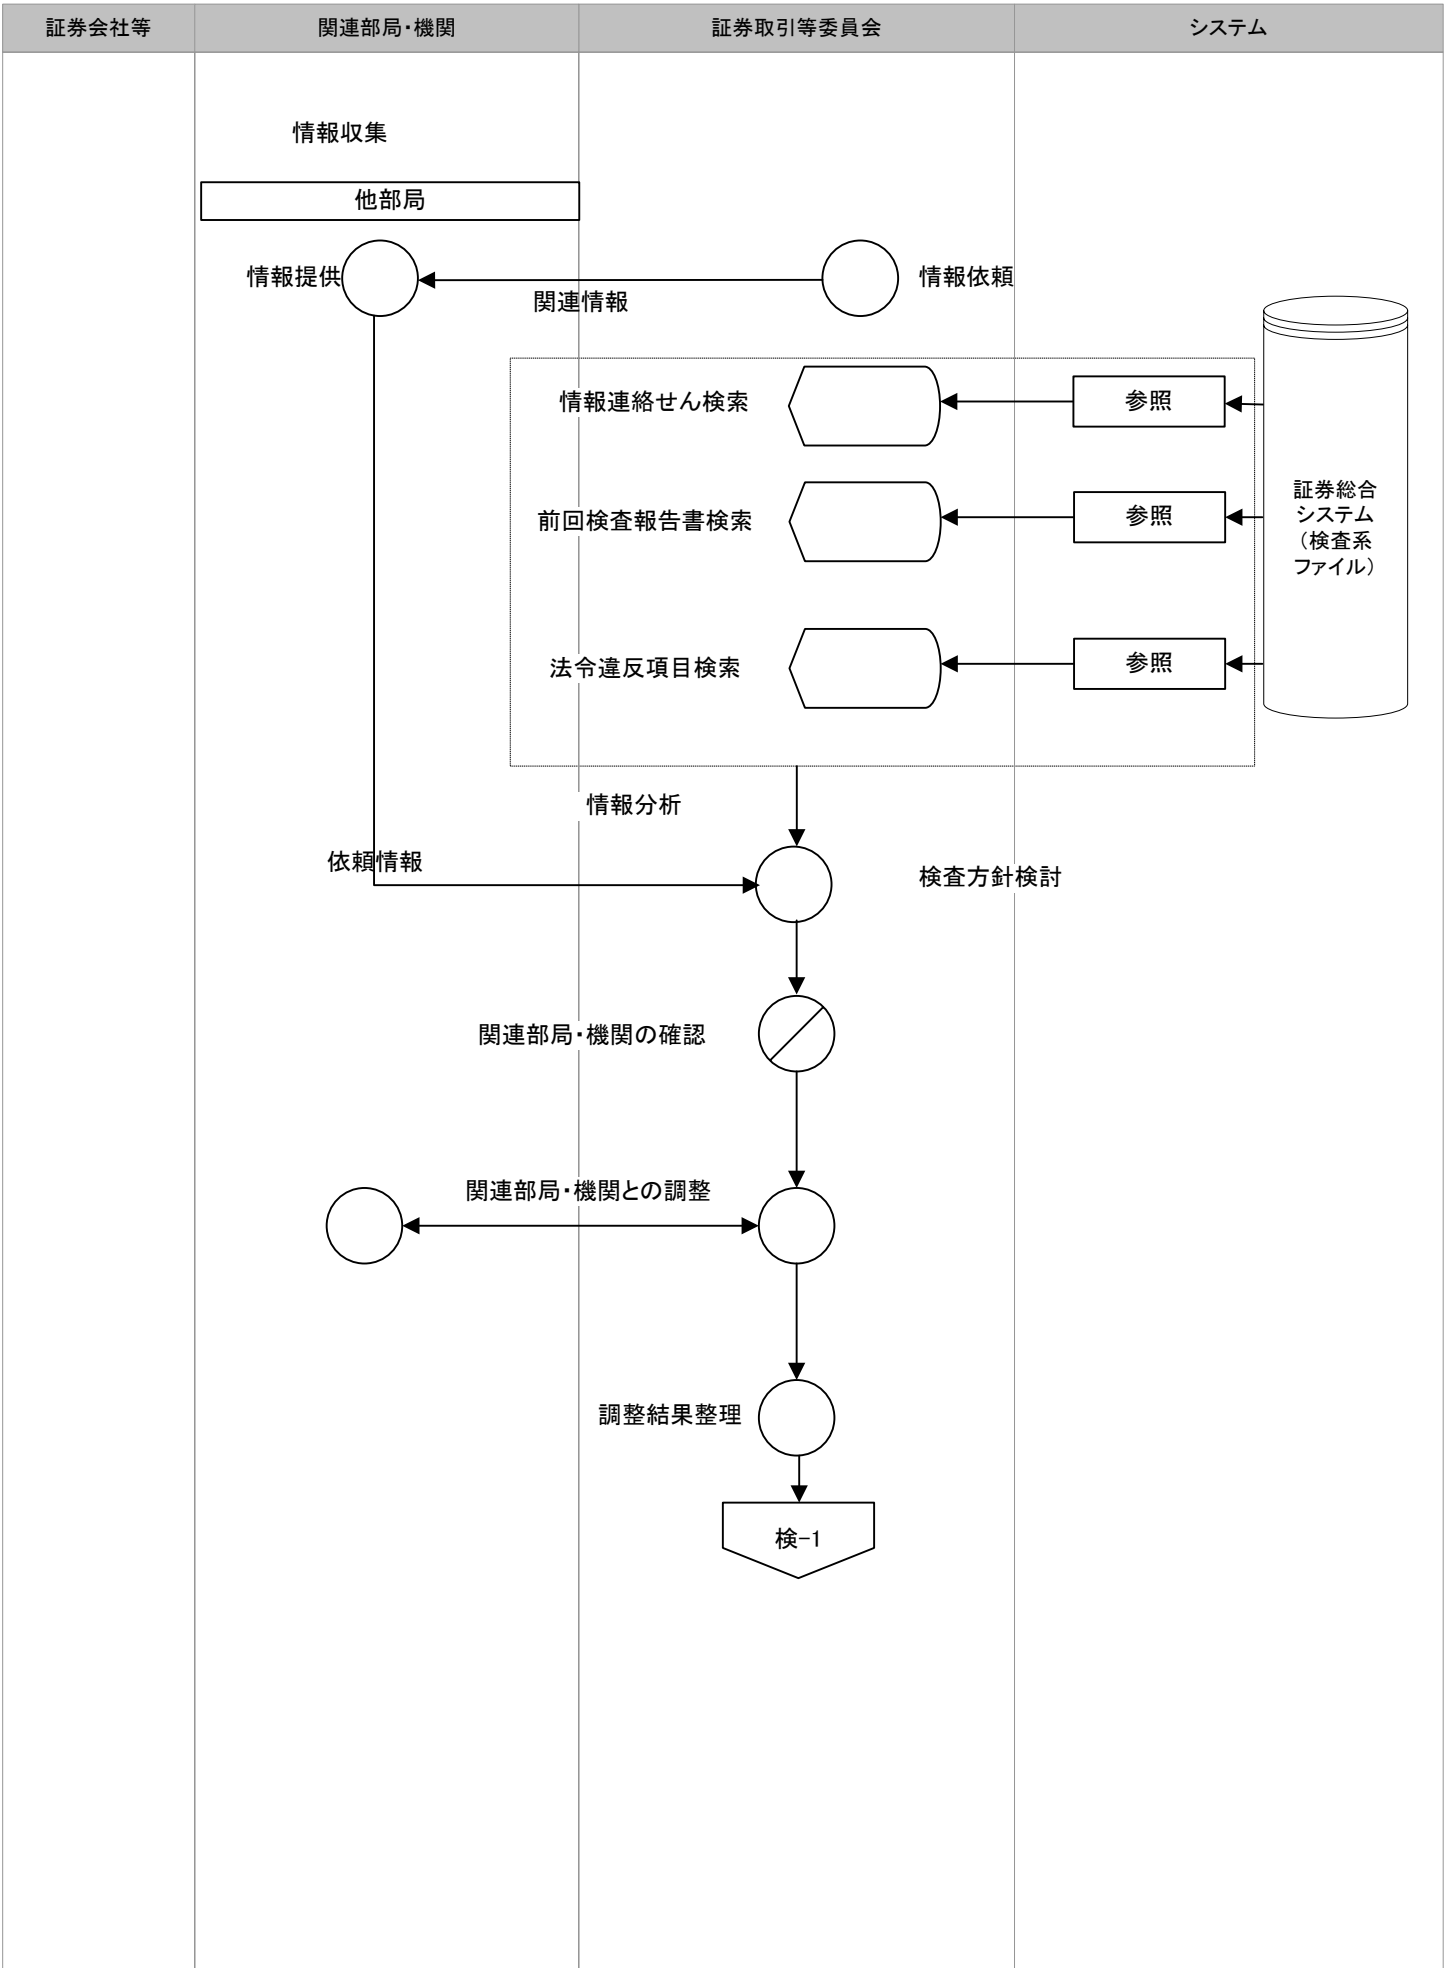 証券会社等
関連部局・機関
証券取引等委員会
システム
情報収集
他部局
情報提供
関連情報
情報依頼
情報連絡せん検索
参照
前回検査報告書検索
参照
証券総合
システム
（検査系
ファイル）
法令違反項目検索
参照
情報分析
依頼情報
検査方針検討
関連部局・機関の確認
関連部局・機関との調整
調整結果整理
検-1